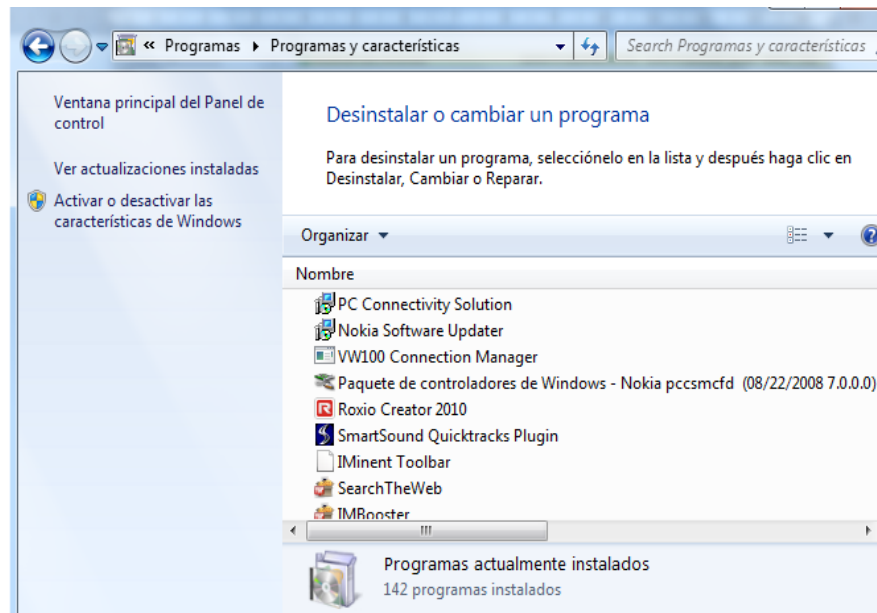 « Programas ▸ Programas y características
Search Programas y características
Ventana principal del Panel de
control
Ver actualizaciones instaladas
Activar o desactivar las
características de Windows
Desinstalar o cambiar un programa
Para desinstalar un programa, selecciónelo en la lista y después haga clic en
Desinstalar, Cambiar o Reparar.
Organizar
Nombre
PC Connectivity Solution
Nokia Software Updater
VW100 Connection Manager
Paquete de controladores de Windows - Nokia pccsmcfd (08/22/2008 7.0.0.0)
Roxio Creator 2010
SmartSound Quicktracks Plugin
IMinent Toolbar
SearchTheWeb
IMBooster
Programas actualmente instalados
142 programas instalados